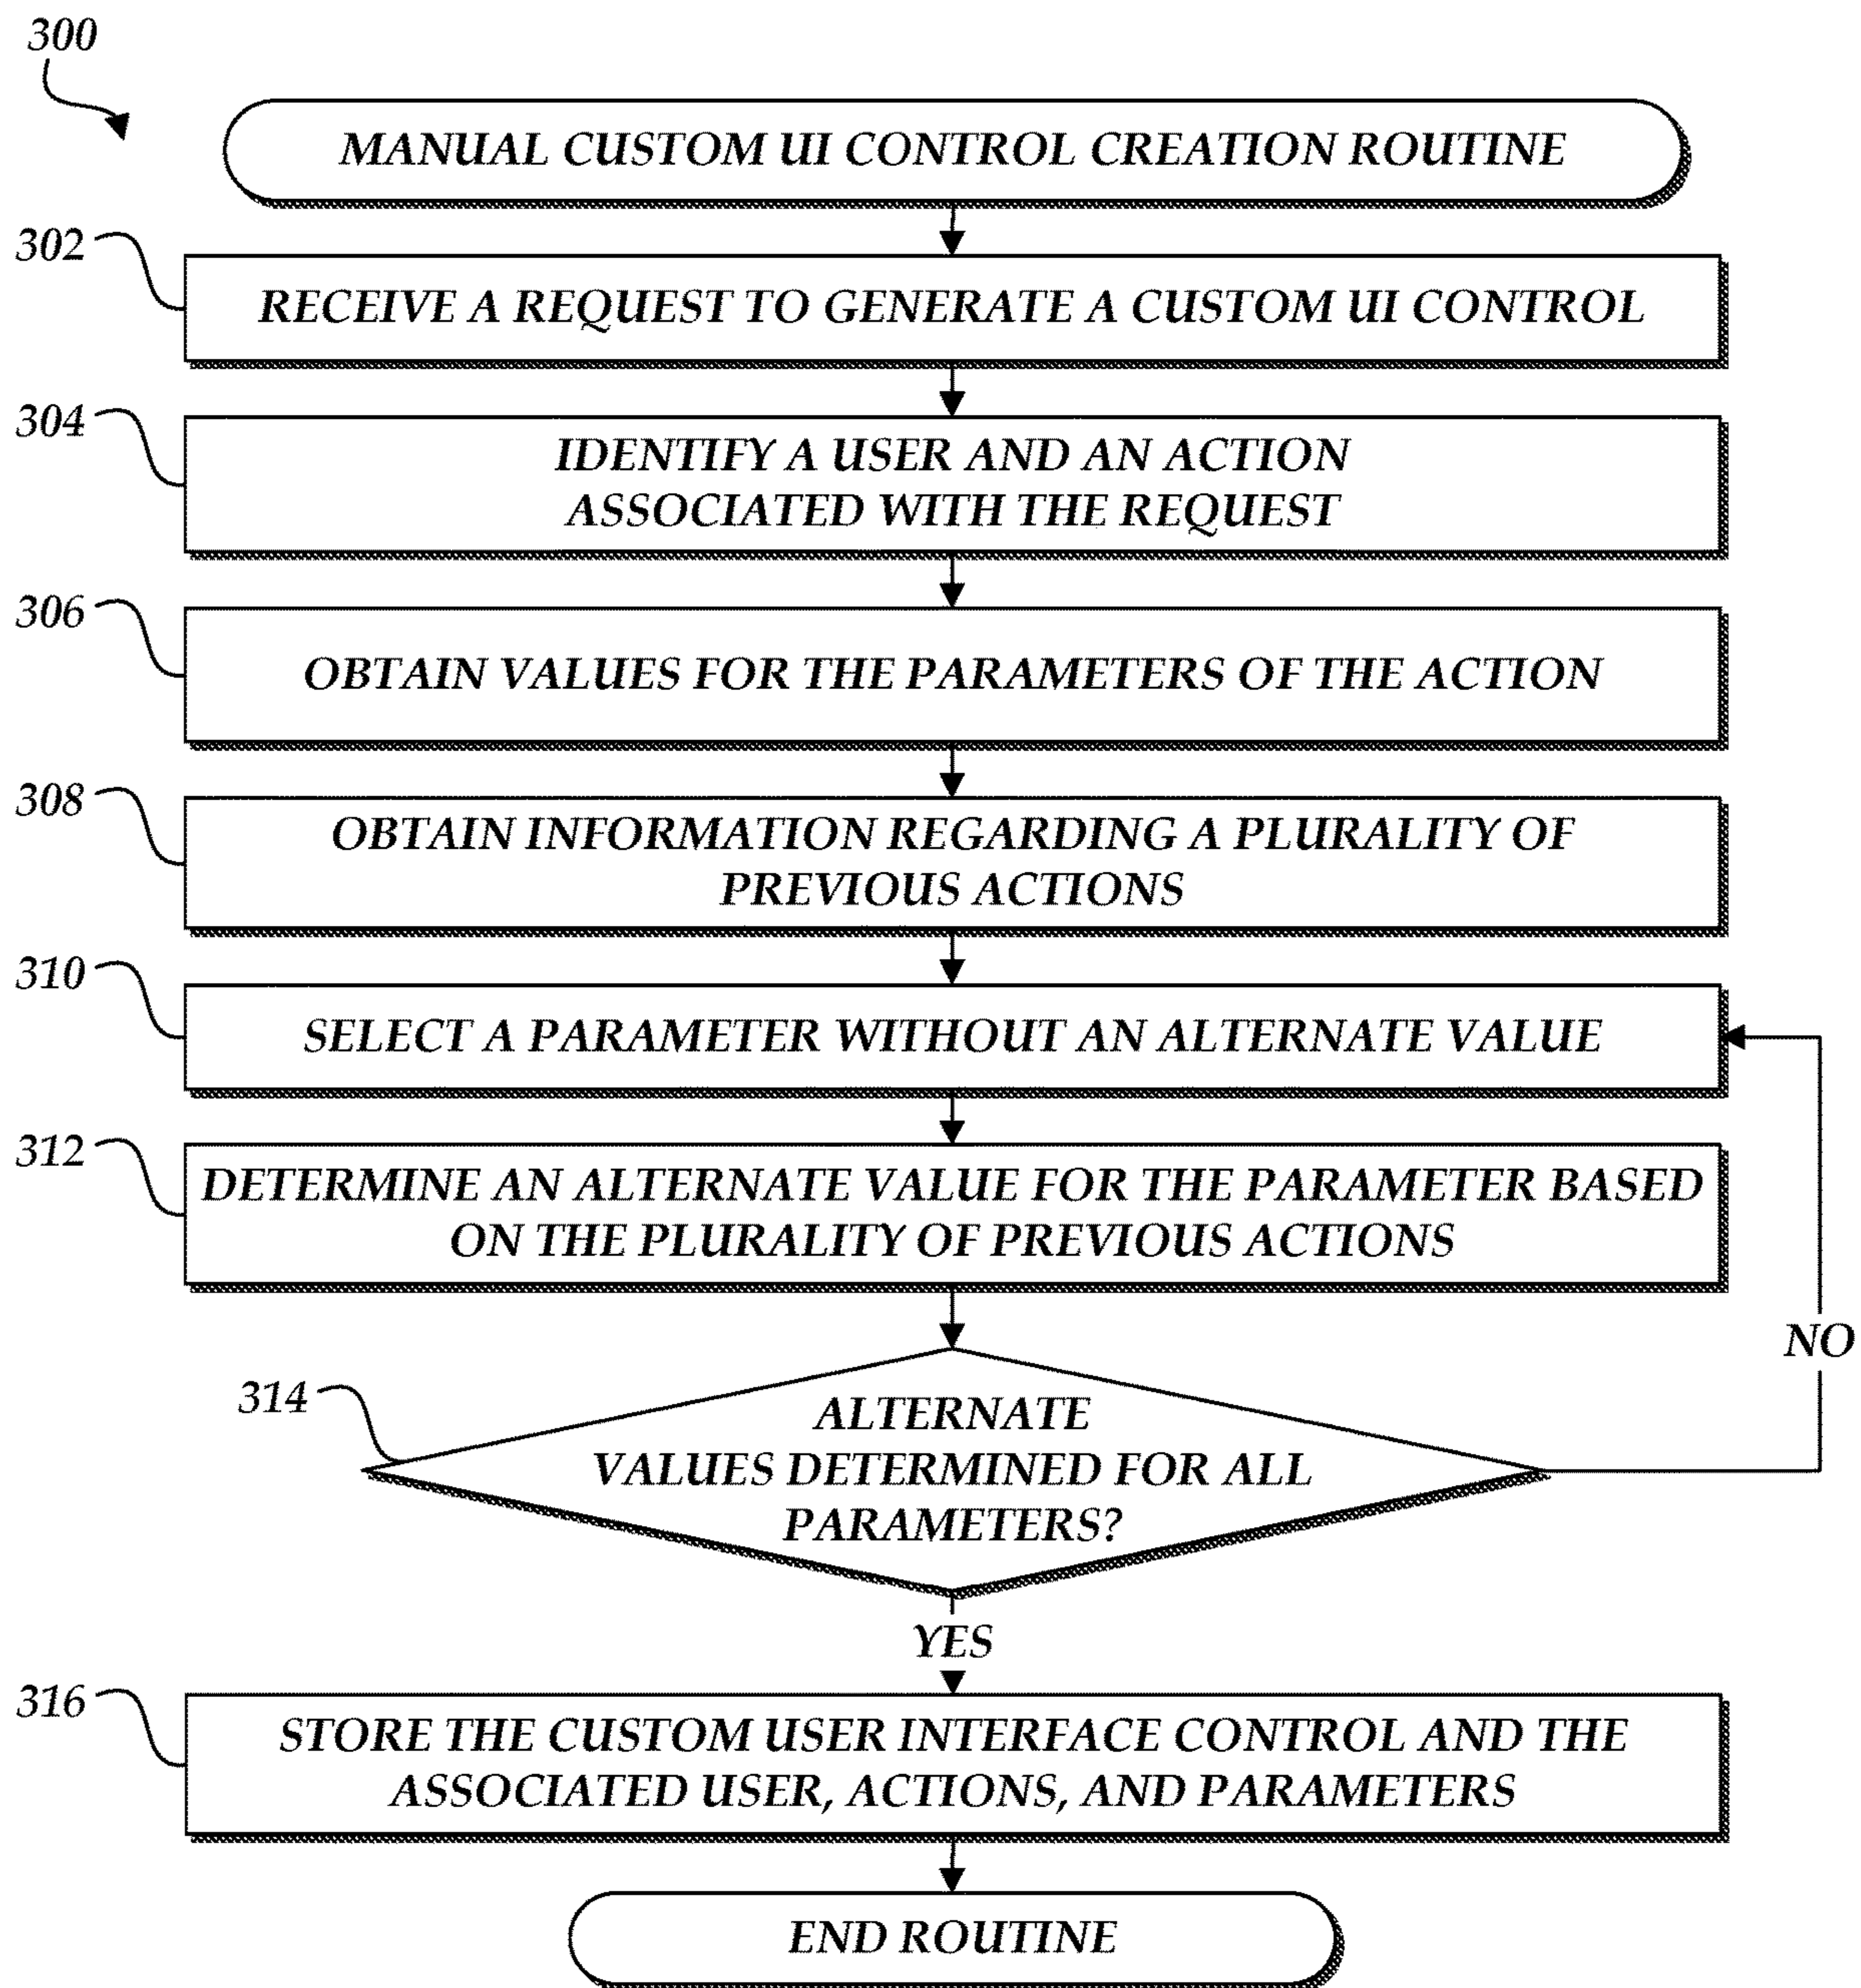 300
MANUAL CUSTOM UI CONTROL CREATION ROUTINE
302
RECEIVE A REQUEST TO GENERATE A CUSTOM UI CONTROL
304
IDENTIFY A USER AND AN ACTION
ASSOCIATED WITH THE REQUEST
306
OBTAIN VALUES FOR THE PARAMETERS OF THE ACTION
308
OBTAIN INFORMATION REGARDING A PLURALITY OF
PREVIOUS ACTIONS
310
SELECT A PARAMETER WITHOUT AN ALTERNATE VALUE
312
DETERMINE AN ALTERNATE VALUE FOR THE PARAMETER BASED
ON THE PLURALITY OF PREVIOUS ACTIONS
NO
314
ALTERNATE
VALUES DETERMINED FOR ALL
PARAMETERS?
YES
316
STORE THE CUSTOM USER INTERFACE CONTROL AND THE
ASSOCIATED USER, ACTIONS, AND PARAMETERS
END ROUTINE